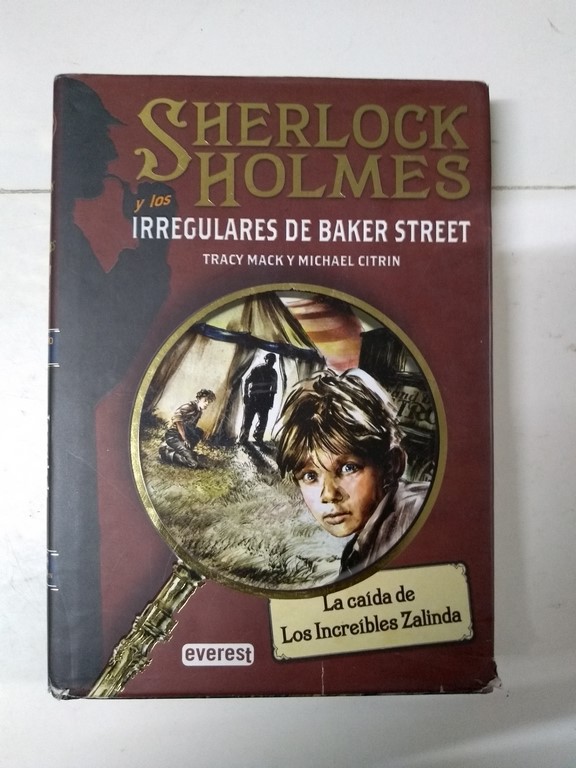 SHERLOCK
HOLMES
y los
IRREGULARES DE BAKER STREET
TRACY MACK Y MICHAEL CITRIN
La caída de
Los Increíbles Zalinda
everest